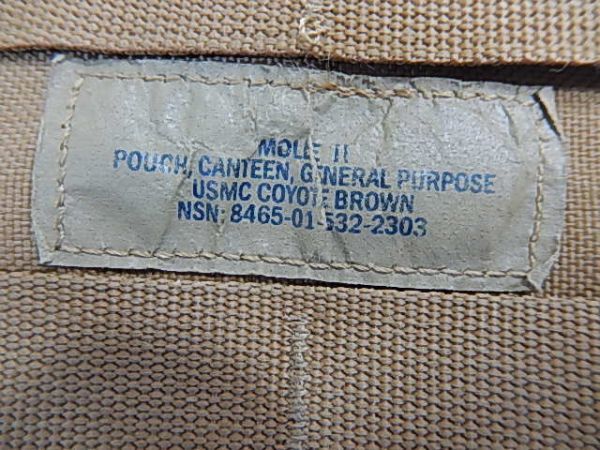 MOLLE II
POUCH, CANTEEN, GENERAL PURPOSE
USMC COYOTE BROWN
NSN: 8465-01-532-2303